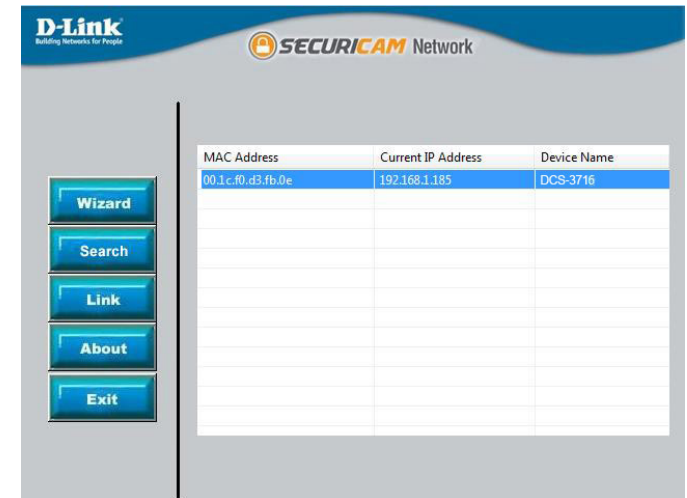 D-Link
Building Networks for People
SECURICAM Network
MAC Address Current IP Address Device Name
00.1c.f0.d3.fb.0e 192.168.1.185 DCS-3716
Wizard
Search
Link
About
Exit